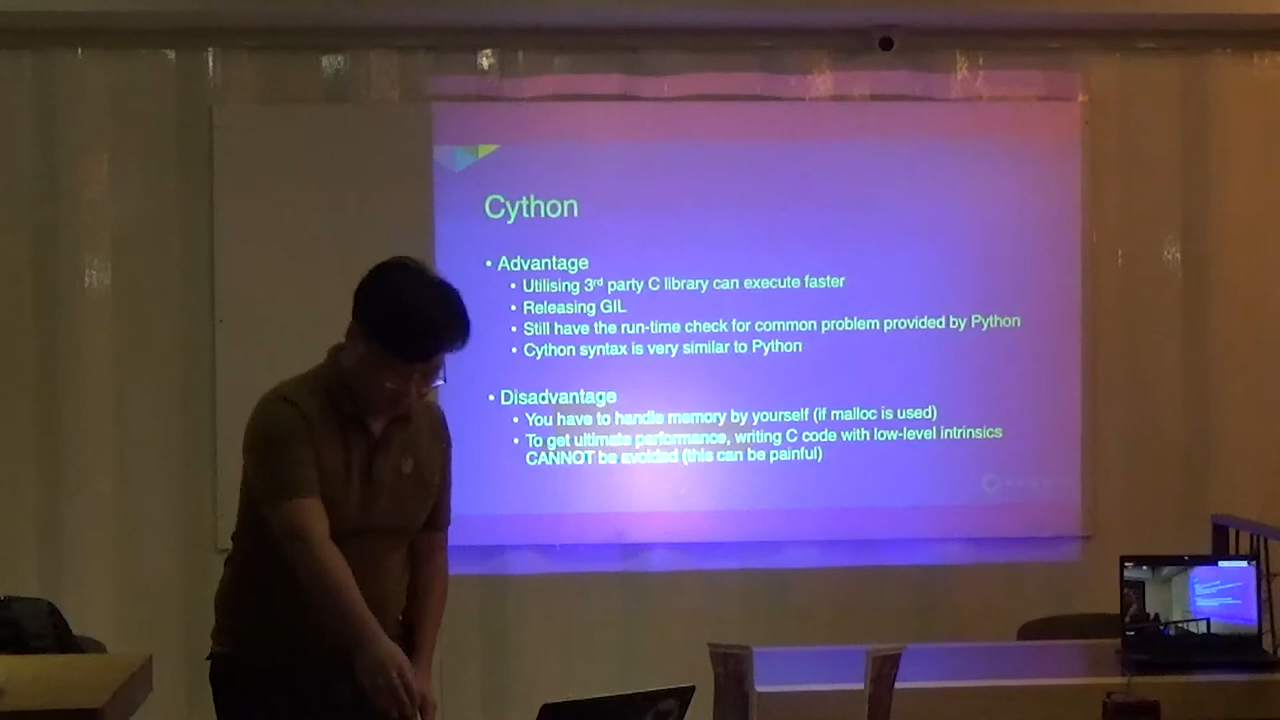 Cython
• Advantage
• Utilising 3rd party C library can execute faster
• Releasing GIL
• Still have the run-time check for common problem provided by Python
• Cython syntax is very similar to Python
• Disadvantage
• You have to handle memory by yourself (if malloc is used)
• To get ultimate performance, writing C code with low-level intrinsics
CANNOT be avoided (this can be painful)